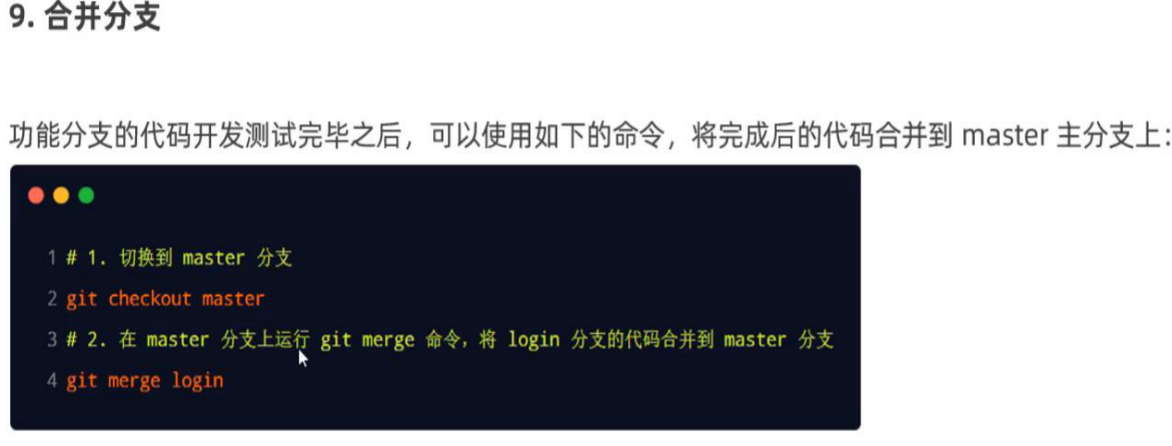 9. 合并分支
功能分支的代码开发测试完毕之后，可以使用如下的命令，将完成后的代码合并到 master 主分支上：
1 # 1. 切换到 master 分支
2 git checkout master
3 # 2. 在 master 分支上运行 git merge 命令，将 login 分支的代码合并到 master 分支
4 git merge login